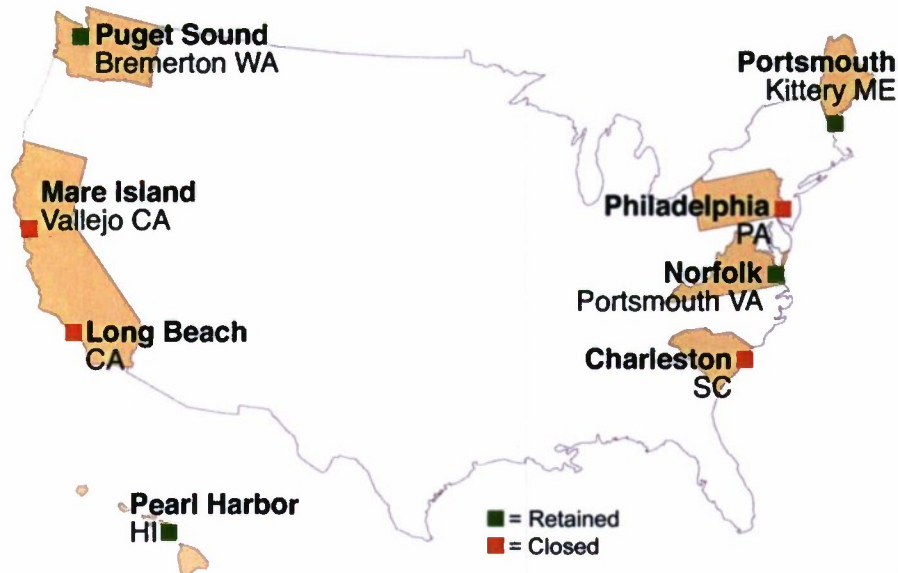 Puget Sound
Bremerton WA
Portsmouth
Kittery ME
Mare Island
Vallejo CA
Philadelphia
PA
Norfolk
Portsmouth VA
Long Beach
CA
Charleston
SC
Pearl Harbor
HI
= Retained
= Closed